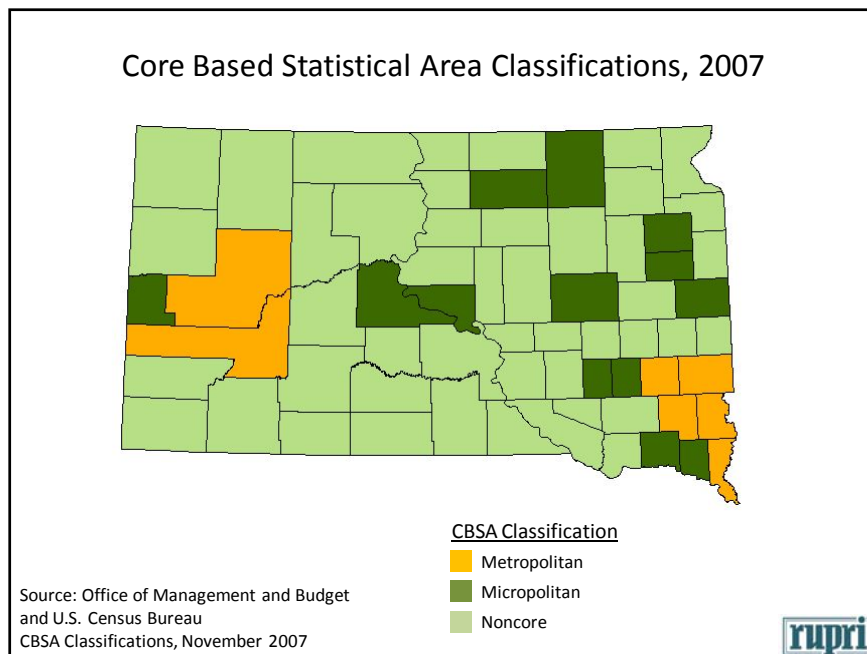 Core Based Statistical Area Classifications, 2007
CBSA Classification
Metropolitan
Micropolitan
Noncore
Source: Office of Management and Budget
and U.S. Census Bureau
CBSA Classifications, November 2007
rupri